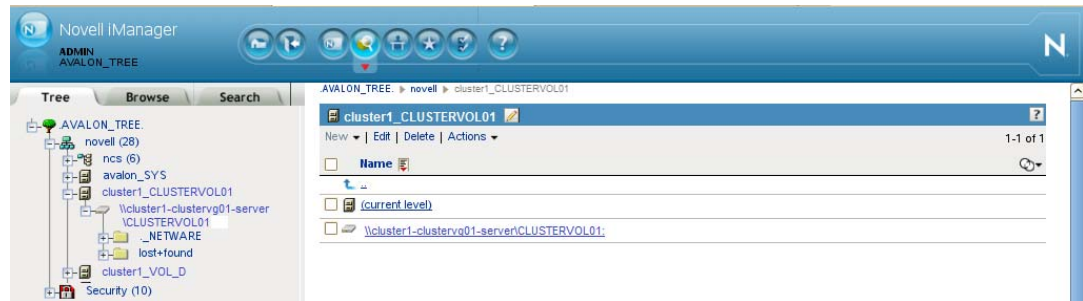 Novell iManager
ADMIN
AVALON_TREE
N
Tree Browse Search
.AVALON_TREE.
novell (28)
ncs (6)
avalon_SYS
cluster1_CLUSTERVOL01
\\cluster1-clustervg01-server
\CLUSTERVOL01
._NETWARE
lost+found
cluster1_VOL_D
Security (10)
.AVALON_TREE. novell cluster1_CLUSTERVOL01
cluster1_CLUSTERVOL01 ?
New | Edit | Delete | Actions 1-1 of 1
Name
..
(current level)
\\cluster1-clustervg01-server\CLUSTERVOL01: